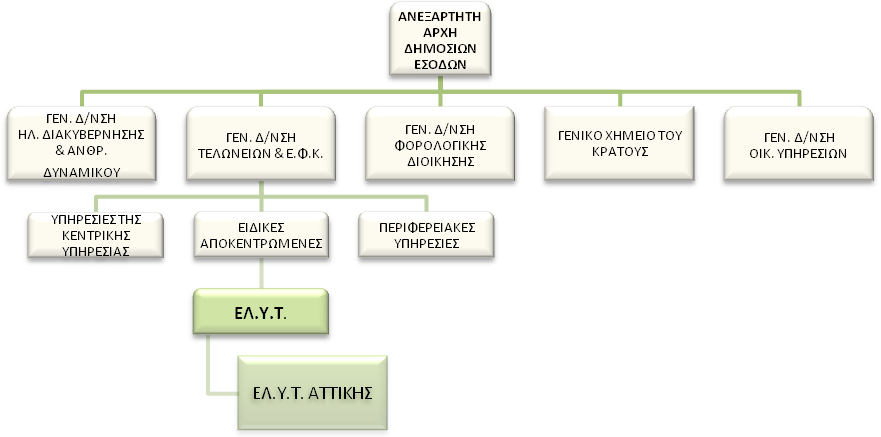 ΑΝΕΞΑΡΤΗΤΗ
ΑΡΧΗ
ΔΗΜΟΣΙΩΝ
ΕΣΟΔΩΝ
ΓΕΝ. Δ/ΝΣΗ
ΗΛ. ΔΙΑΚΥΒΕΡΝΗΣΗΣ
& ΑΝΘΡ.
ΔΥΝΑΜΙΚΟΥ
ΓΕΝ. Δ/ΝΣΗ
ΤΕΛΩΝΕΙΩΝ & Ε.Φ.Κ.
ΓΕΝ. Δ/ΝΣΗ
ΦΟΡΟΛΟΓΙΚΗΣ
ΔΙΟΙΚΗΣΗΣ
ΓΕΝΙΚΟ ΧΗΜΕΙΟ ΤΟΥ
ΚΡΑΤΟΥΣ
ΓΕΝ. Δ/ΝΣΗ
ΟΙΚ. ΥΠΗΡΕΣΙΩΝ
ΥΠΗΡΕΣΙΕΣ ΤΗΣ
ΚΕΝΤΡΙΚΗΣ
ΥΠΗΡΕΣΙΑΣ
ΕΙΔΙΚΕΣ
ΑΠΟΚΕΝΤΡΩΜΕΝΕΣ
ΠΕΡΙΦΕΡΕΙΑΚΕΣ
ΥΠΗΡΕΣΙΕΣ
ΕΛ.Υ.Τ.
ΕΛ.Υ.Τ. ΑΤΤΙΚΗΣ